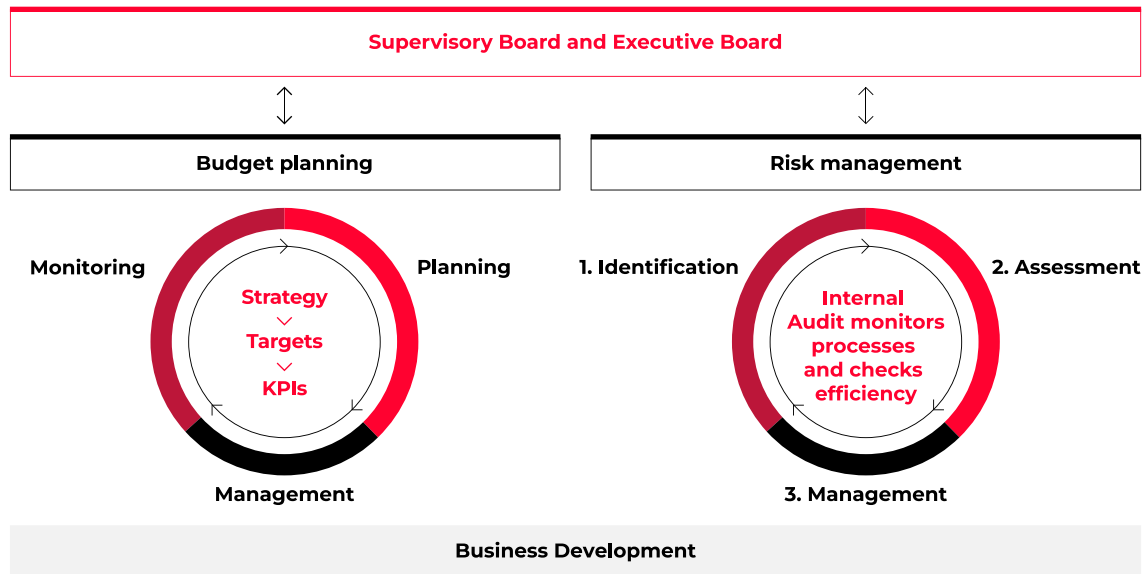 Supervisory Board and Executive Board
Budget planning
Risk management
Monitoring
Planning
Strategy
Targets
KPIs
Management
1. Identification
2. Assessment
Internal
Audit monitors
processes
and checks
efficiency
3. Management
Business Development